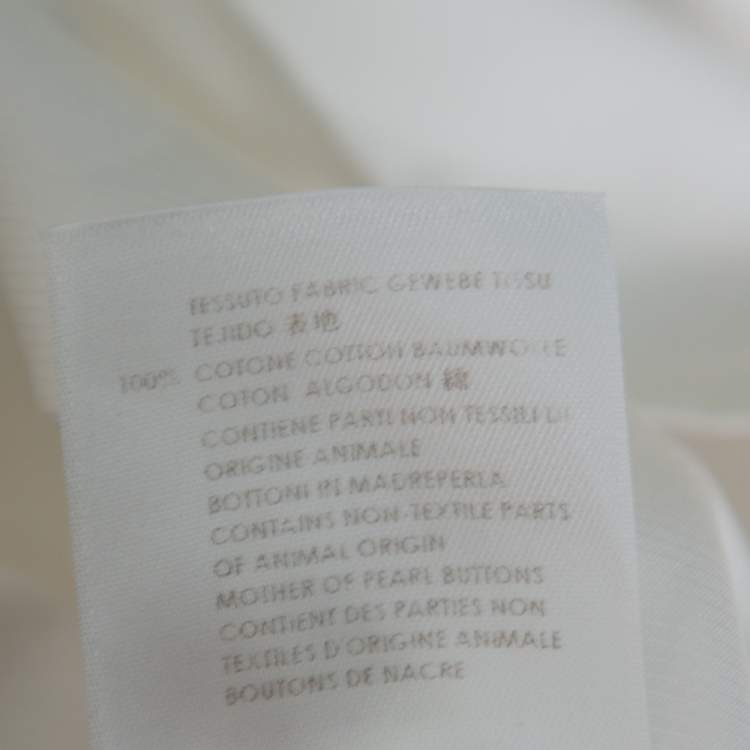 TESSUTO FABRIC GEWEBE TISSU
TEJIDO 表地
100% COTONE COTTON BAUMWOLLE
COTON ALGODON 綿
CONTIENE PARTI NON TESSILI DI
ORIGINE ANIMALE
BOTTONI IN MADREPERLA
CONTAINS NON-TEXTILE PARTS
OF ANIMAL ORIGIN
MOTHER OF PEARL BUTTONS
CONTIENT DES PARTIES NON
TEXTILES D'ORIGINE ANIMALE
BOUTONS DE NACRE